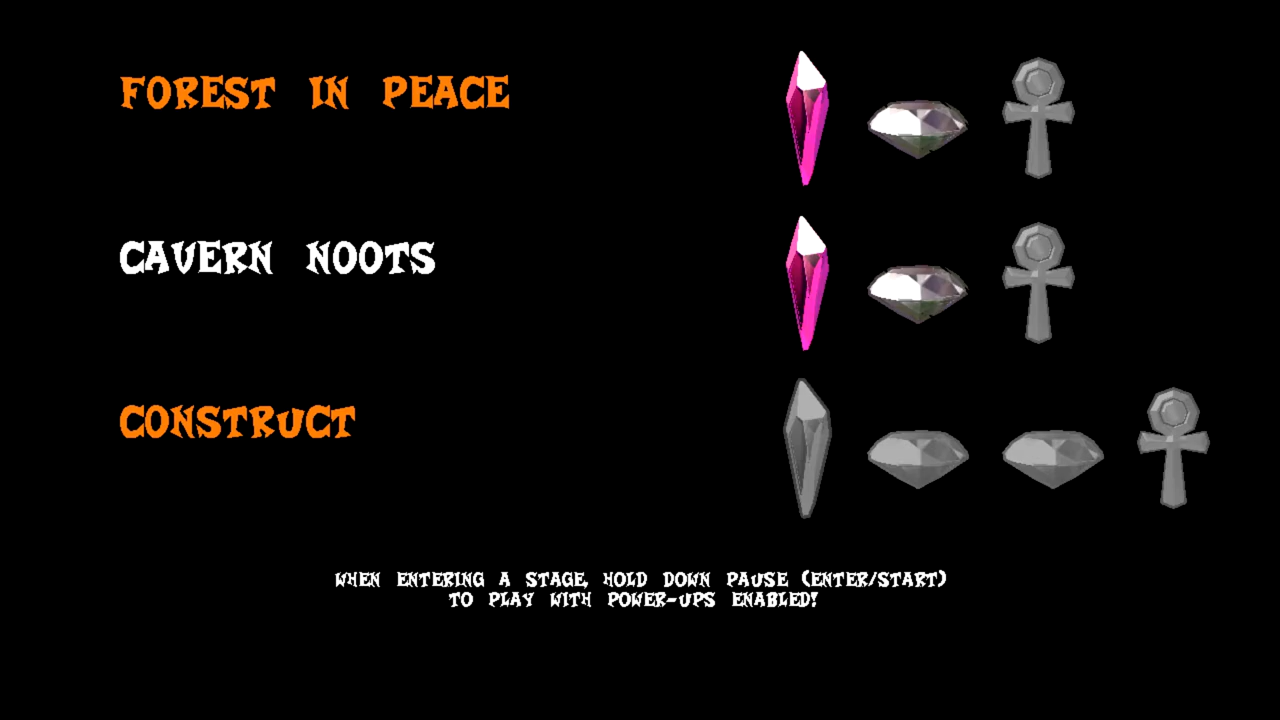 FOREST IN PEACE
CAVERN NOOTS
CONSTRUCT
WHEN ENTERING A STAGE, HOLD DOWN PAUSE (ENTER/START)
TO PLAY WITH POWER-UPS ENABLED!